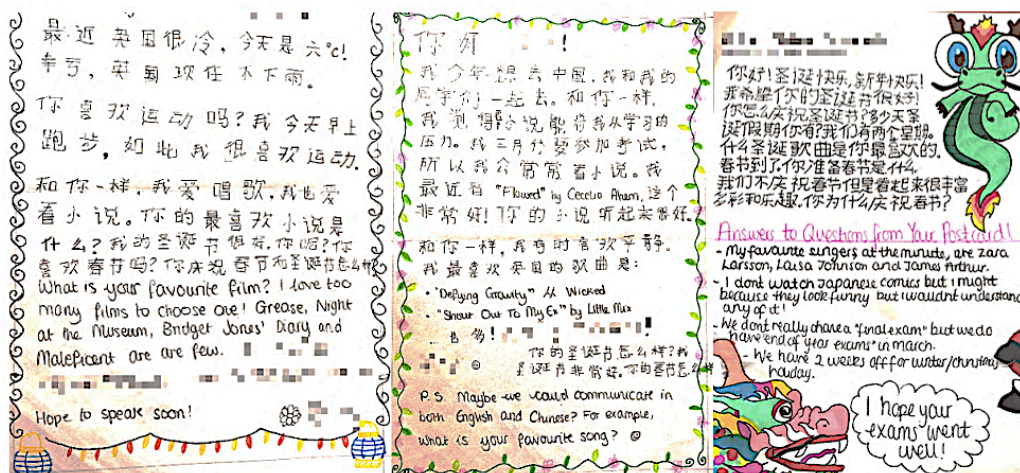 最近英国很冷，今天是六℃!
幸亏，英国现在不下雨。
你喜欢运动吗？我今天早上
跑步，如此我很喜欢运动.
和你一样，我爱唱歌，我也爱
看小说。你的最喜欢小说是
什么？我的圣诞节很好，你呢？你
喜欢春节吗？你庆祝春节和圣诞节怎么样
What is your favourite film? I love too
many films to choose one! Grease, Night
at the Museum, Bridget Jones' Diary and
Maleficent are are few.
Hope to speak soon!
你好 !
我今年想去中国，我和我的
同学们一起去。和你一样，
我觉得小说能将我从学习的
压力。我三月份要参加考试，
所以我会常常看小说。我
最近看 "Flawed" by Cecelia Ahern, 这个
非常好！你的小说听起来要好.
和你一样，我有时喜欢平静.
我最喜欢英国的歌曲是:
• "Defying Gravity" Wicked
• "Shout Out To My Ex" by Little Mix
你的圣诞节怎么样？我
圣诞节非常好.你的春节怎么样
P.S. Maybe we could communicate in
both English and Chinese? For example,
what is your favourite song? ☺
你好！圣诞快乐，新年快乐！
我希望你的圣诞节很好！
你怎么庆祝圣诞节？多少天圣
诞假期你有？我们有两个星期.
什么圣诞歌曲是你最喜欢的.
春节到了.你准备春节是什么
我们不庆祝春节但是看起来很丰富
多彩和乐趣.你为什么庆祝春节？
Answers to Questions from Your Postcard!
- My favourite singers at the minute, are Zara
Larsson, Louisa Johnson and James Arthur.
- I dont watch Japanese comics but i might
because they look funny but i wouldnt understand
any of it!
- We dont really have a "final exam" but we do
have end of year exams in march.
- We have 2 weeks off for winter/christmas
holiday.
I hope your
exams went
well!